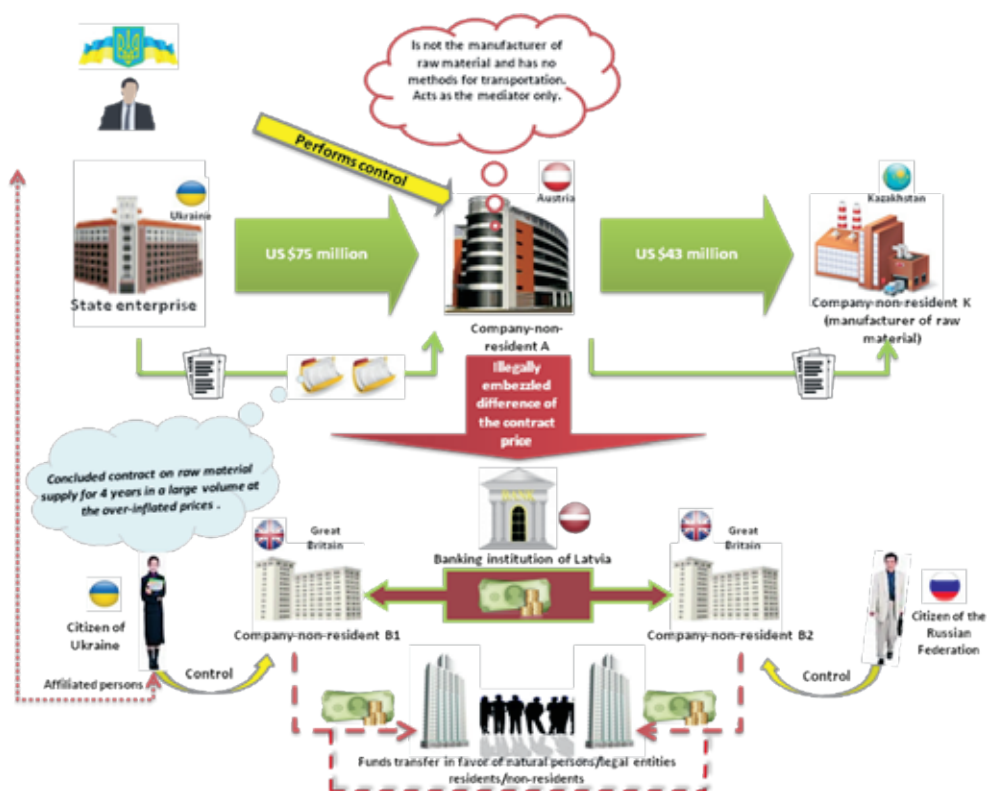 Is not the manufacturer of
raw material and has no
methods for transportation.
Acts as the mediator only.
Performs control
Ukraine
Austria
Kazakhstan
US $75 million
US $43 million
State enterprise
Company-non-
resident A
Company-non-resident K
(manufacturer of raw
material)
Illegally
embezzled
difference of
the contract
price
Concluded contract on raw material
supply for 4 years in a large volume at
the over-inflated prices .
Great
Britain
Great
Britain
Banking institution of Latvia
Citizen of
Ukraine
Company-non-resident B1
Company-non-resident B2
Citizen of the
Russian
Federation
Affiliated persons
Control
Control
Funds transfer in favor of natural persons/legal entities
residents/non-residents